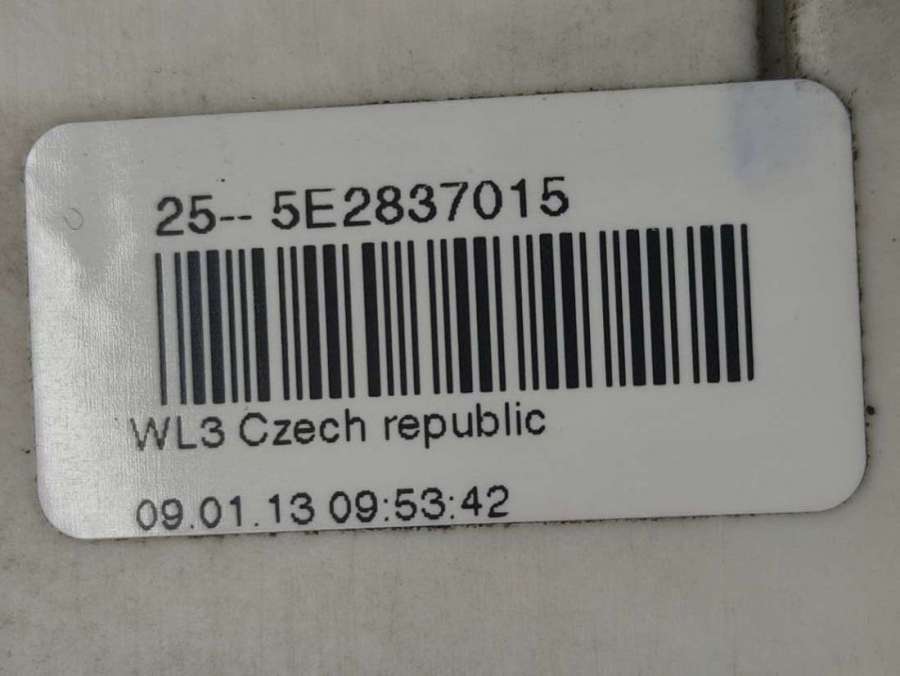 25-- 5E2837015
WL3 Czech republic
09.01.13 09:53:42